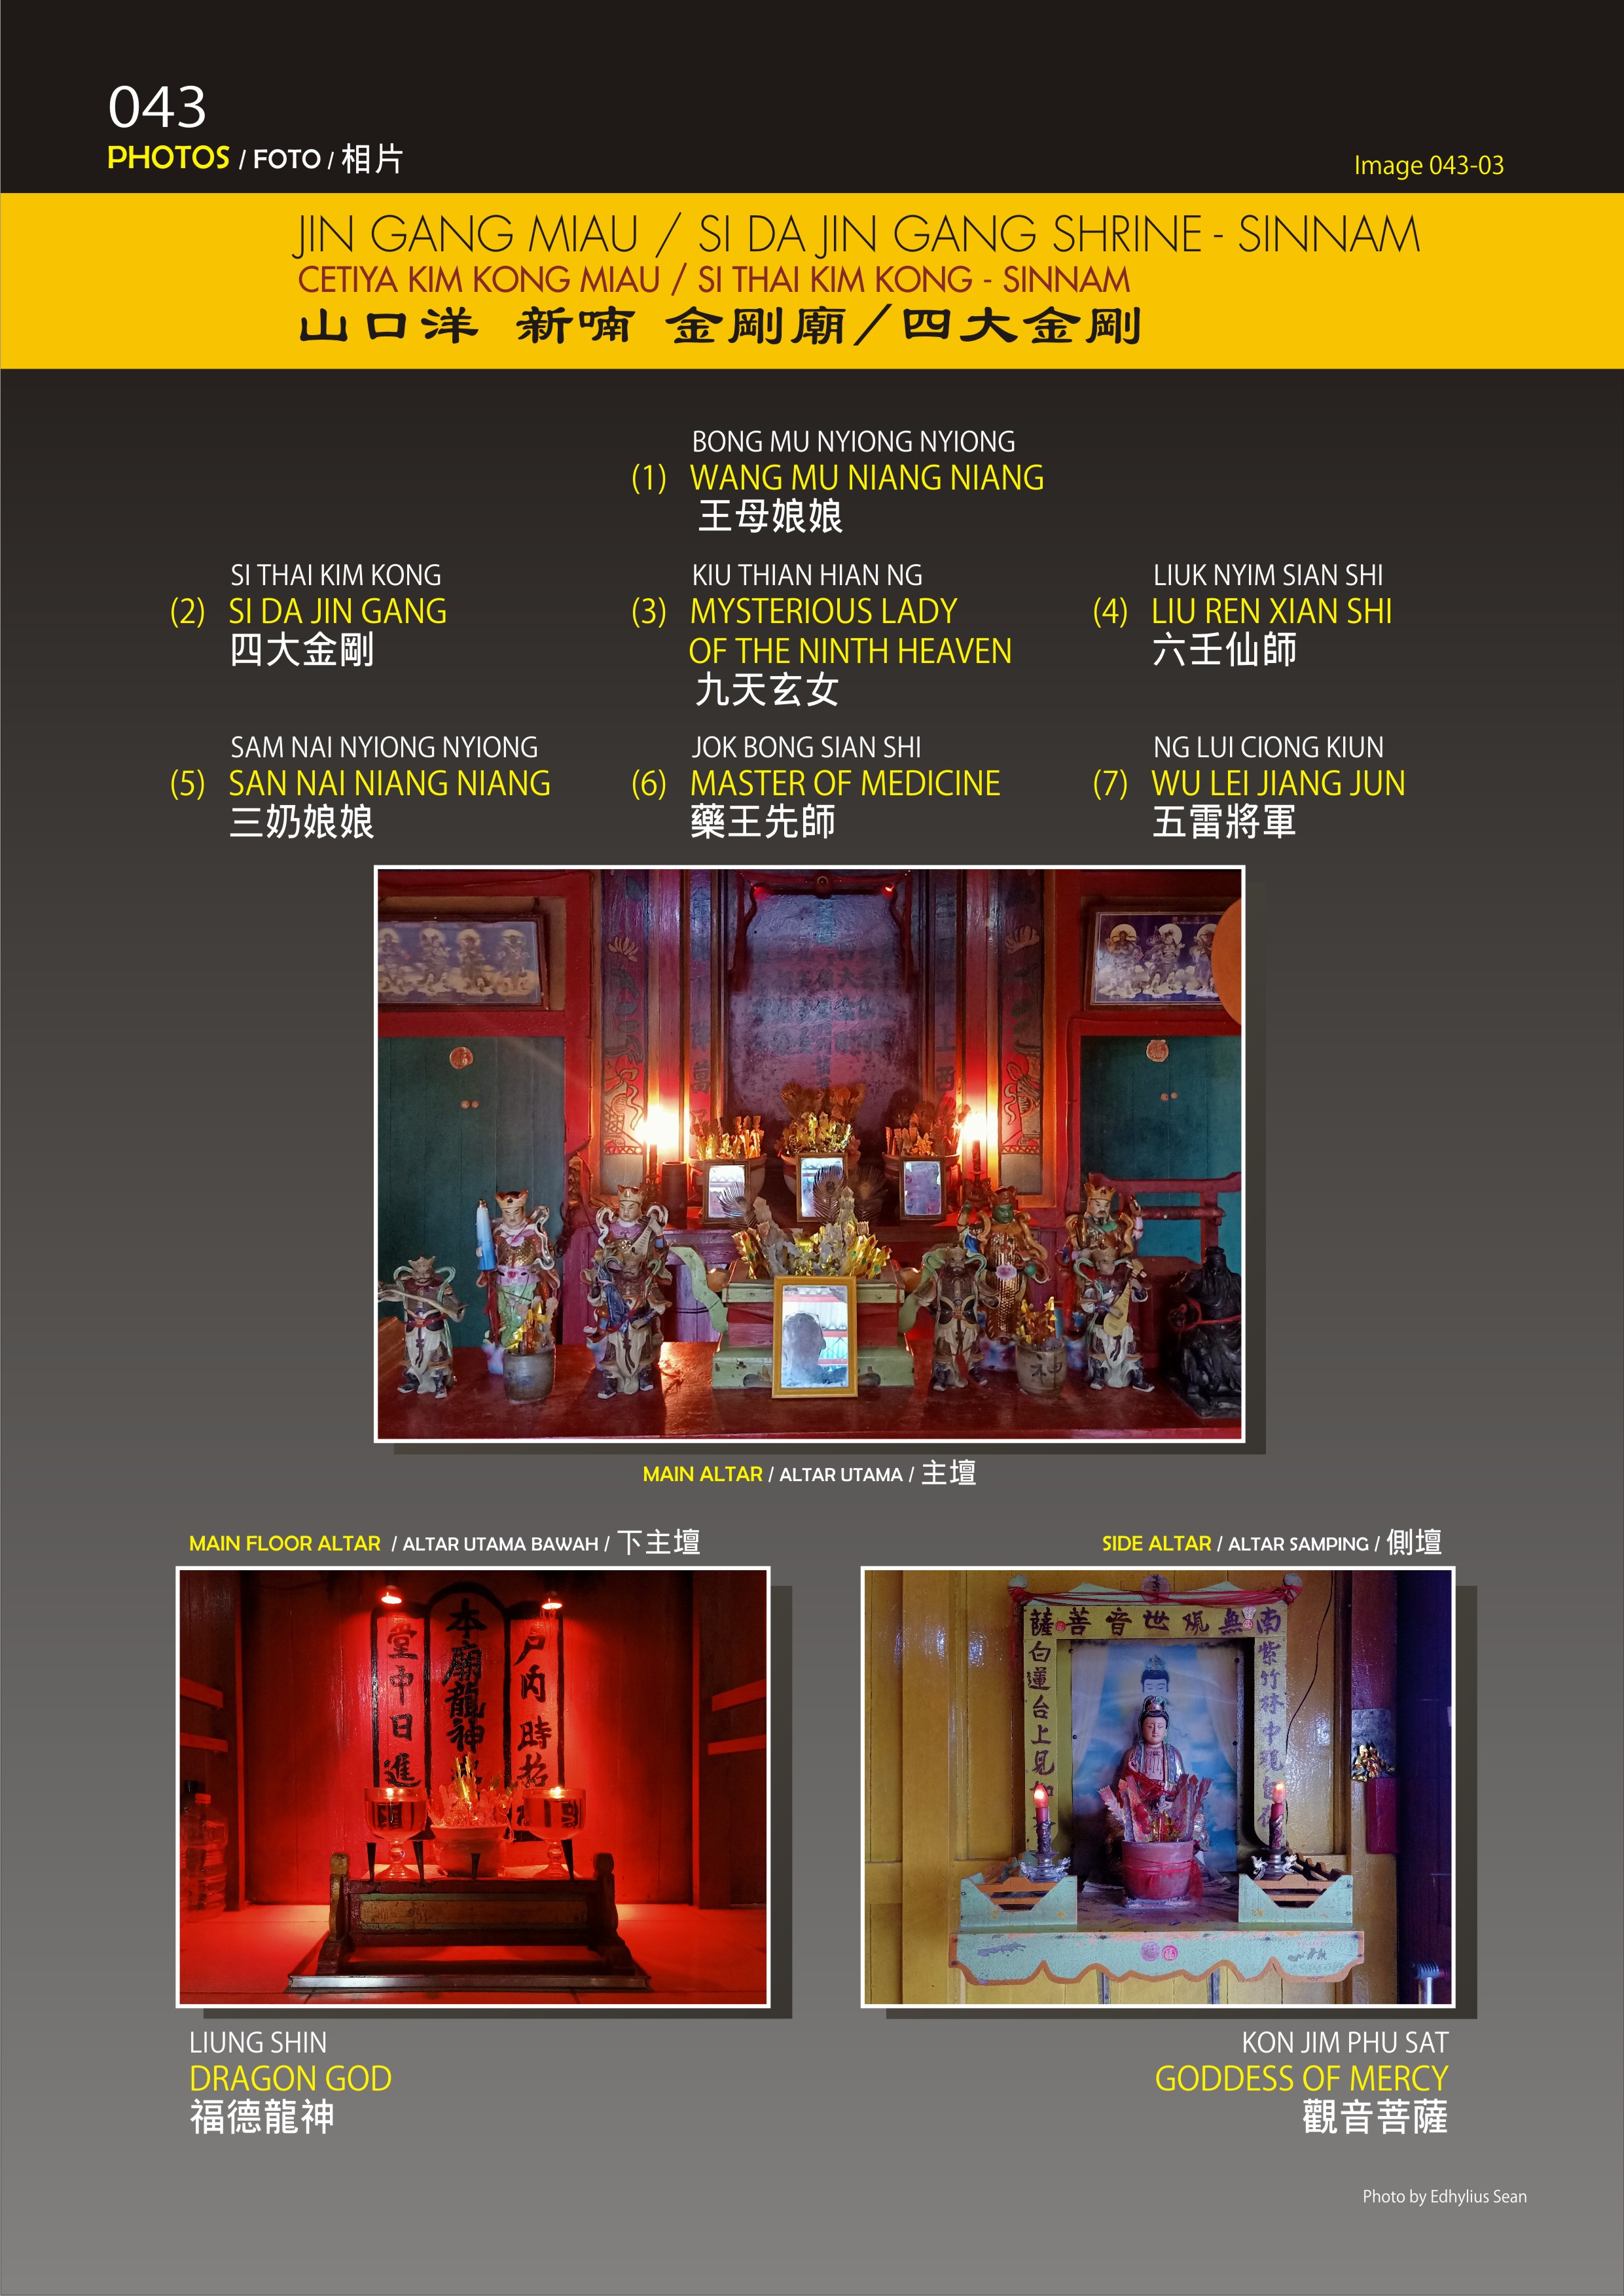 043
PHOTOS / FOTO / 相片
Image 043-03
JIN GANG MIAU / SI DA JIN GANG SHRINE - SINNAM
CETIYA KIM KONG MIAU / SI THAI KIM KONG - SINNAM
山口洋 新喃 金剛廟/四大金剛
BONG MU NYIONG NYIONG
(1) WANG MU NIANG NIANG
王母娘娘
SI THAI KIM KONG
(2) SI DA JIN GANG
四大金剛
KIU THIAN HIAN NG
(3) MYSTERIOUS LADY
OF THE NINTH HEAVEN
九天玄女
LIUK NYIM SIAN SHI
(4) LIU REN XIAN SHI
六壬仙師
SAM NAI NYIONG NYIONG
(5) SAN NAI NIANG NIANG
三奶娘娘
JOK BONG SIAN SHI
(6) MASTER OF MEDICINE
藥王先師
NG LUI CIONG KIUN
(7) WU LEI JIANG JUN
五雷將軍
MAIN ALTAR / ALTAR UTAMA / 主壇
MAIN FLOOR ALTAR / ALTAR UTAMA BAWAH / 下主壇
戶内時招
本廟龍神
堂中日進
LIUNG SHIN
DRAGON GOD
福德龍神
SIDE ALTAR / ALTAR SAMPING / 側壇
南無觀世音菩薩
紫竹林中現自
白蓮台上見如
KON JIM PHU SAT
GODDESS OF MERCY
觀音菩薩
Photo by Edhylius Sean